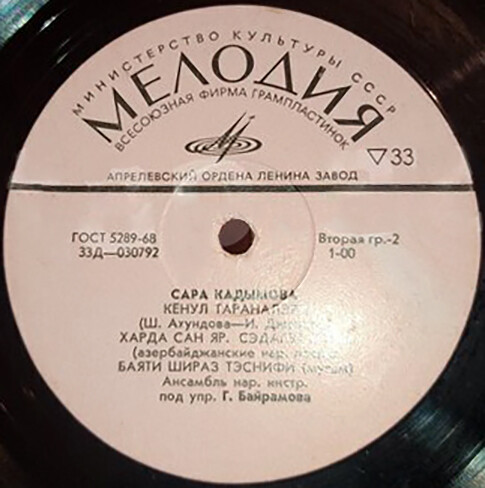 МИНИСТЕРСТВО КУЛЬТУРЫ СССР
МЕЛОДИЯ
ВСЕСОЮЗНАЯ ФИРМА ГРАМПЛАСТИНОК
▽33
АПРЕЛЕВСКИЙ ОРДЕНА ЛЕНИНА ЗАВОД
ГОСТ 5289-68
Вторая гр.-2
33Д—030792
1-00
САРА КАДЫМОВА
КЕНУЛ
(Ш. Ахундова—И.
ХАРДА САН ЯР.
(азербайджанские нар.
БАЯТИ ШИРАЗ ТЭСНИФИ (мугам)
Ансамбль нар. инстр.
под упр. Г. Байрамова